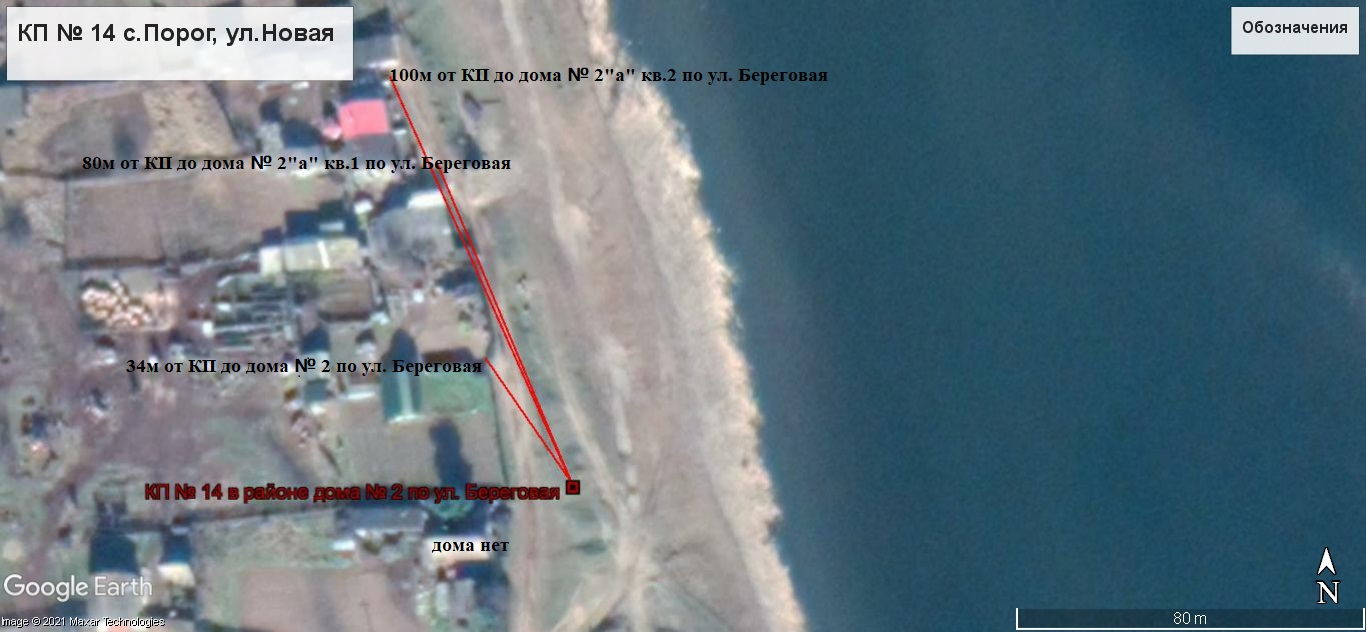 КП № 14 с.Порог, ул.Новая
Обозначения
100м от КП до дома № 2"а" кв.2 по ул. Береговая
80м от КП до дома № 2"а" кв.1 по ул. Береговая
34м от КП до дома № 2 по ул. Береговая
КП № 14 в районе дома № 2 по ул. Береговая
дома нет
Google Earth
N
80 m
Image © 2021 Maxar Technologies